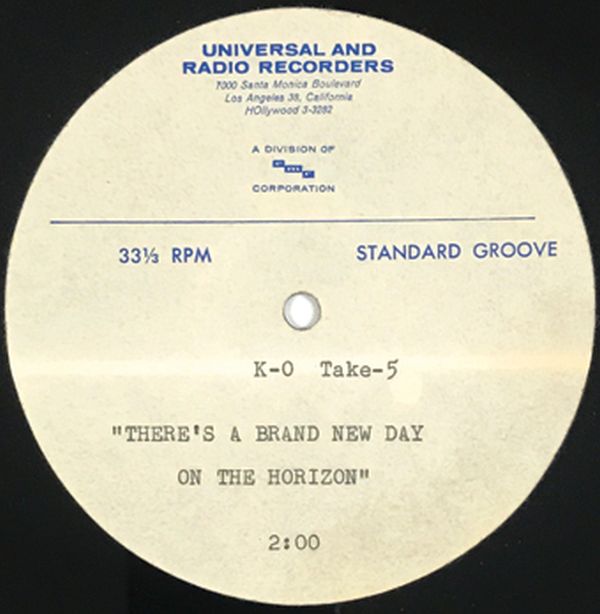 UNIVERSAL AND
RADIO RECORDERS
7000 Santa Monica Boulevard
Los Angeles 38, California
HOllywood 3-3282
A DIVISION OF
CORPORATION
33⅓ RPM STANDARD GROOVE
K-O Take-5
"THERE'S A BRAND NEW DAY
ON THE HORIZON"
2:00